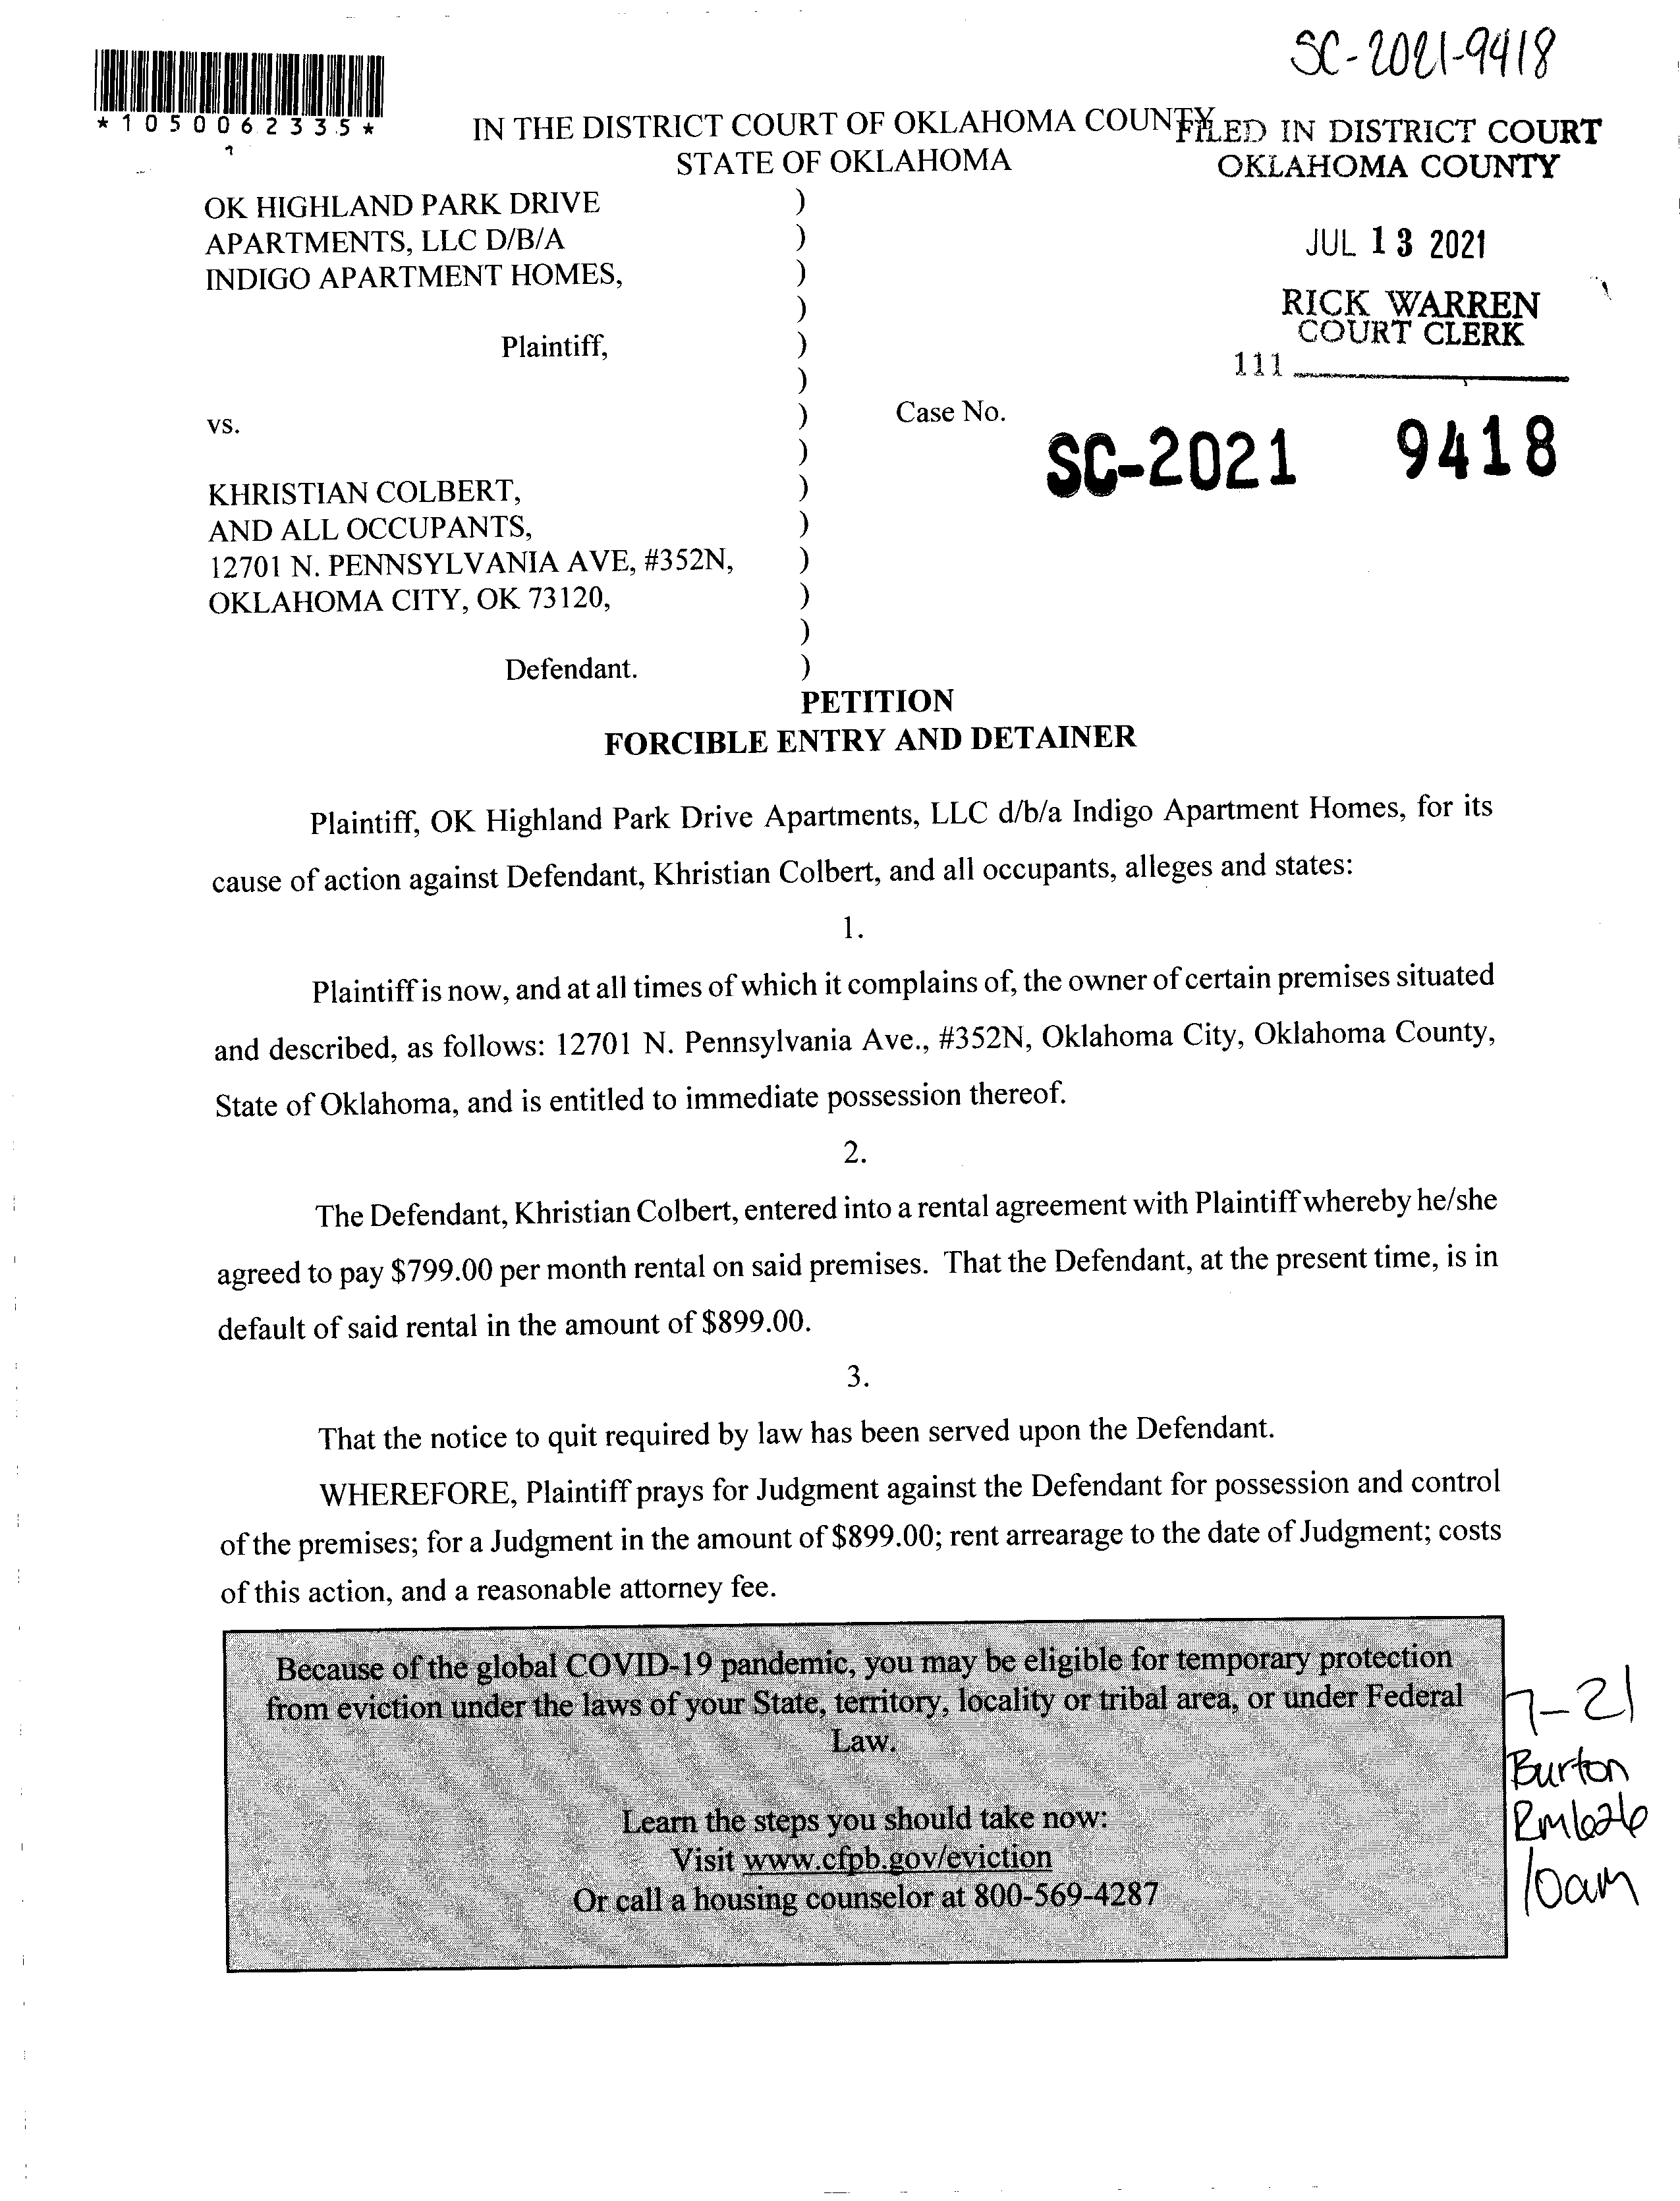 SC-2021-9418
*1050062335*
IN THE DISTRICT COURT OF OKLAHOMA COUNTY
FILED IN DISTRICT COURT
STATE OF OKLAHOMA
OKLAHOMA COUNTY
OK HIGHLAND PARK DRIVE )
APARTMENTS, LLC D/B/A )
INDIGO APARTMENT HOMES, )
)
Plaintiff, )
)
vs. )
)
KHRISTIAN COLBERT, )
AND ALL OCCUPANTS, )
12701 N. PENNSYLVANIA AVE, #352N, )
OKLAHOMA CITY, OK 73120, )
)
Defendant. )
JUL 13 2021
RICK WARREN
COURT CLERK
111
Case No.
SC-2021 9418
PETITION
FORCIBLE ENTRY AND DETAINER
Plaintiff, OK Highland Park Drive Apartments, LLC d/b/a Indigo Apartment Homes, for its
cause of action against Defendant, Khristian Colbert, and all occupants, alleges and states:
1.
Plaintiff is now, and at all times of which it complains of, the owner of certain premises situated
and described, as follows: 12701 N. Pennsylvania Ave., #352N, Oklahoma City, Oklahoma County,
State of Oklahoma, and is entitled to immediate possession thereof.
2.
The Defendant, Khristian Colbert, entered into a rental agreement with Plaintiff whereby he/she
agreed to pay $799.00 per month rental on said premises. That the Defendant, at the present time, is in
default of said rental in the amount of $899.00.
3.
That the notice to quit required by law has been served upon the Defendant.
WHEREFORE, Plaintiff prays for Judgment against the Defendant for possession and control
of the premises; for a Judgment in the amount of $899.00; rent arrearage to the date of Judgment; costs
of this action, and a reasonable attorney fee.
Because of the global COVID-19 pandemic, you may be eligible for temporary protection
from eviction under the laws of your State, territory, locality or tribal area, or under Federal
Law.
Learn the steps you should take now:
Visit www.cfpb.gov/eviction
Or call a housing counselor at 800-569-4287
7-21
Burton
Rm626
10am